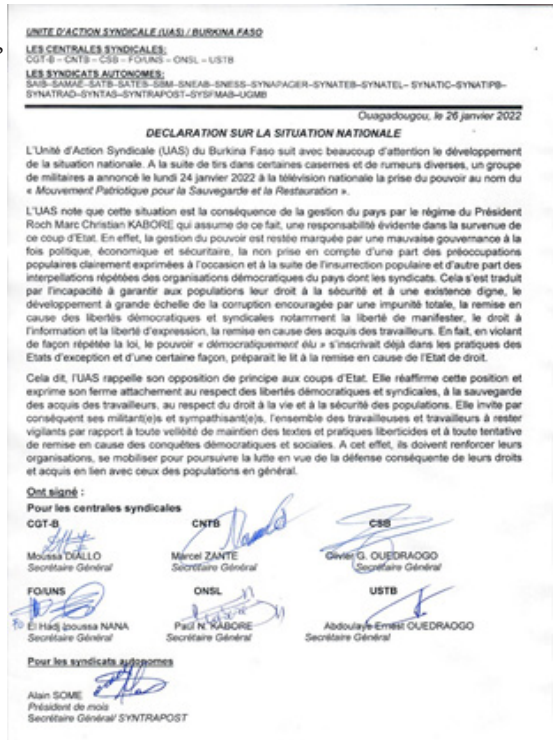 UNITE D'ACTION SYNDICALE (UAS) / BURKINA FASO
LES CENTRALES SYNDICALES:
CGT-B – CNTB – CSB – FO/UNS – ONSL – USTB
LES SYNDICATS AUTONOMES:
SAIB–SAMAE–SATB–SATEB–SBM–SNEAB–SNESS–SYNAPAGER–SYNATEB–SYNATEL– SYNATIC–SYNATIPB–
SYNATRAD–SYNTAS–SYNTRAPOST–SYSFMAB–UGMB
Ouagadougou, le 26 janvier 2022
DECLARATION SUR LA SITUATION NATIONALE
L'Unité d'Action Syndicale (UAS) du Burkina Faso suit avec beaucoup d'attention le développement
de la situation nationale. A la suite de tirs dans certaines casernes et de rumeurs diverses, un groupe
de militaires a annoncé le lundi 24 janvier 2022 à la télévision nationale la prise du pouvoir au nom du
« Mouvement Patriotique pour la Sauvegarde et la Restauration ».
L'UAS note que cette situation est la conséquence de la gestion du pays par le régime du Président
Roch Marc Christian KABORE qui assume de ce fait, une responsabilité évidente dans la survenue de
ce coup d'Etat. En effet, la gestion du pouvoir est restée marquée par une mauvaise gouvernance à la
fois politique, économique et sécuritaire, la non prise en compte d'une part des préoccupations
populaires clairement exprimées à l'occasion et à la suite de l'insurrection populaire et d'autre part des
interpellations répétées des organisations démocratiques du pays dont les syndicats. Cela s'est traduit
par l'incapacité à garantir aux populations leur droit à la sécurité et à une existence digne, le
développement à grande échelle de la corruption encouragée par une impunité totale, la remise en
cause des libertés démocratiques et syndicales notamment la liberté de manifester, le droit à
l'information et la liberté d'expression, la remise en cause des acquis des travailleurs. En fait, en violant
de façon répétée la loi, le pouvoir « démocratiquement élu » s'inscrivait déjà dans les pratiques des
Etats d'exception et d'une certaine façon, préparait le lit à la remise en cause de l'Etat de droit.
Cela dit, l'UAS rappelle son opposition de principe aux coups d'Etat. Elle réaffirme cette position et
exprime son ferme attachement au respect des libertés démocratiques et syndicales, à la sauvegarde
des acquis des travailleurs, au respect du droit à la vie et à la sécurité des populations. Elle invite par
conséquent ses militant(e)s et sympathisant(e)s, l'ensemble des travailleuses et travailleurs à rester
vigilants par rapport à toute velléité de maintien des textes et pratiques liberticides et à toute tentative
de remise en cause des conquêtes démocratiques et sociales. A cet effet, ils doivent renforcer leurs
organisations, se mobiliser pour poursuivre la lutte en vue de la défense conséquente de leurs droits
et acquis en lien avec ceux des populations en général.
Ont signé :
Pour les centrales syndicales
CGT-B CNTB CSB
Moussa DIALLO Marcel ZANTE Olivier G. OUEDRAOGO
Secrétaire Général Secrétaire Général Secrétaire Général
FO/UNS ONSL USTB
El Hadj Inoussa NANA Paul N. KABORE Abdoulaye Ernest OUEDRAOGO
Secrétaire Général Secrétaire Général Secrétaire Général
Pour les syndicats autonomes
Alain SOME
Président de mois
Secrétaire Général/ SYNTRAPOST